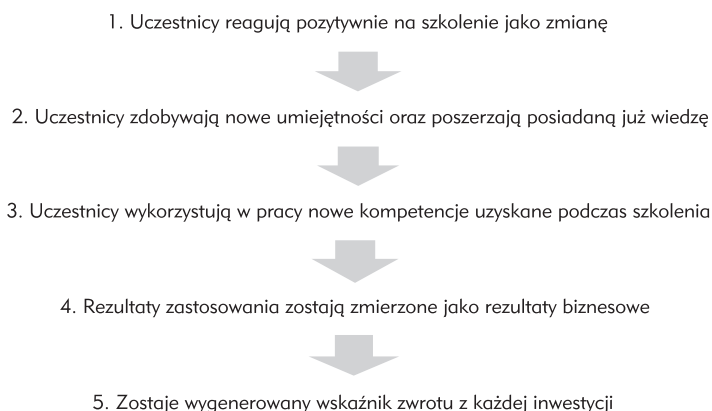 1. Uczestnicy reagują pozytywnie na szkolenie jako zmianę
2. Uczestnicy zdobywają nowe umiejętności oraz poszerzają posiadaną już wiedzę
3. Uczestnicy wykorzystują w pracy nowe kompetencje uzyskane podczas szkolenia
4. Rezultaty zastosowania zostają zmierzone jako rezultaty biznesowe
5. Zostaje wygenerowany wskaźnik zwrotu z każdej inwestycji